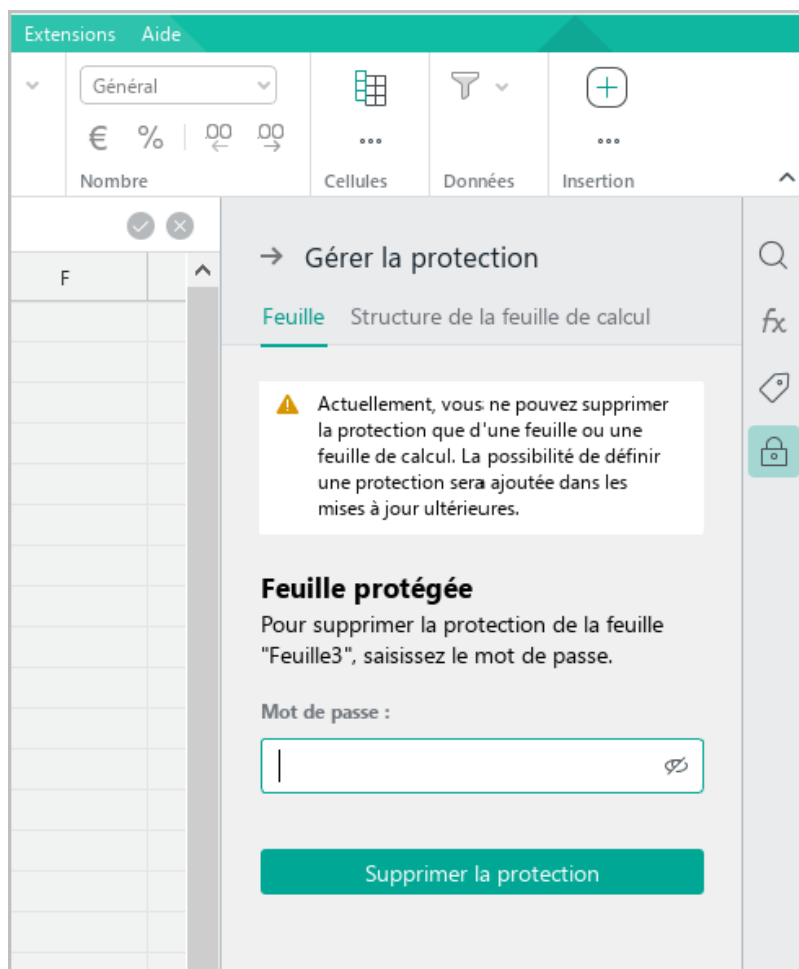 Extensions Aide
Général
€ % ,00 ,00
Nombre Cellules Données Insertion
F
Gérer la protection
Feuille Structure de la feuille de calcul
Actuellement, vous ne pouvez supprimer
la protection que d'une feuille ou une
feuille de calcul. La possibilité de définir
une protection sera ajoutée dans les
mises à jour ultérieures.
Feuille protégée
Pour supprimer la protection de la feuille
"Feuille3", saisissez le mot de passe.
Mot de passe :
Supprimer la protection
fx